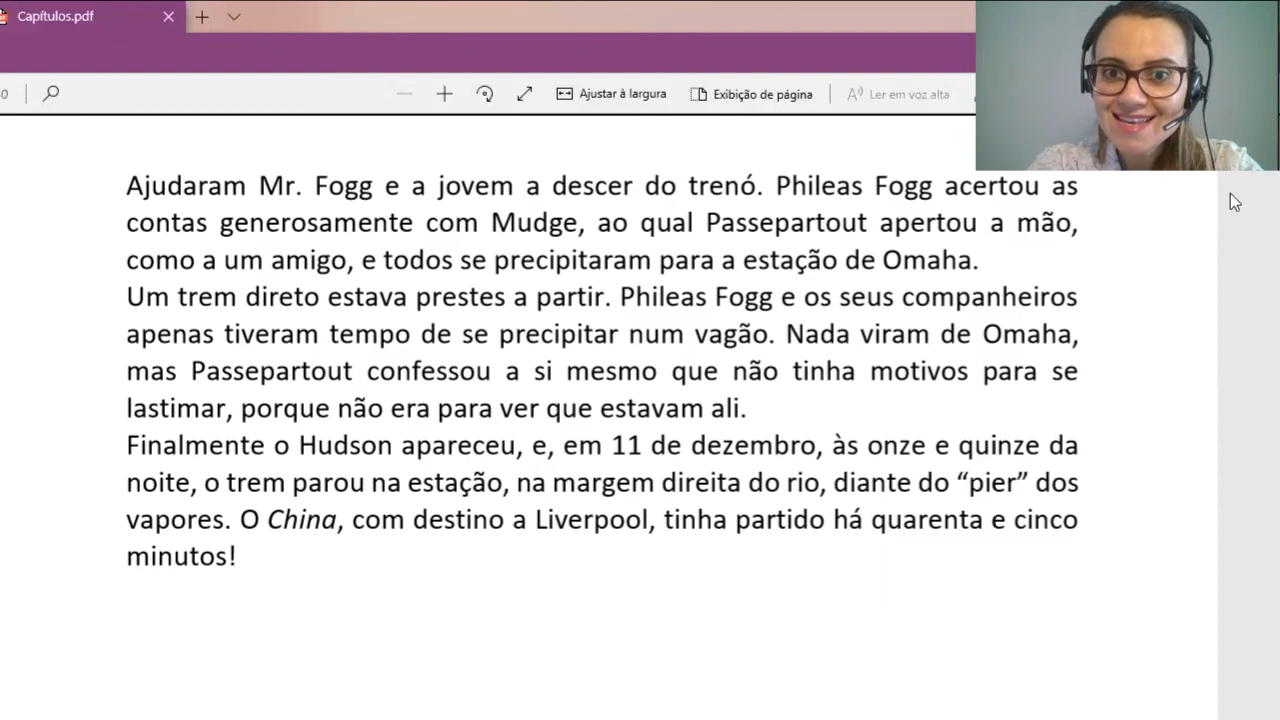 Capítulos.pdf
0 Ajustar à largura Exibição de página Ler em voz alta
Ajudaram Mr. Fogg e a jovem a descer do trenó. Phileas Fogg acertou as
contas generosamente com Mudge, ao qual Passepartout apertou a mão,
como a um amigo, e todos se precipitaram para a estação de Omaha.
Um trem direto estava prestes a partir. Phileas Fogg e os seus companheiros
apenas tiveram tempo de se precipitar num vagão. Nada viram de Omaha,
mas Passepartout confessou a si mesmo que não tinha motivos para se
lastimar, porque não era para ver que estavam ali.
Finalmente o Hudson apareceu, e, em 11 de dezembro, às onze e quinze da
noite, o trem parou na estação, na margem direita do rio, diante do “pier” dos
vapores. O China, com destino a Liverpool, tinha partido há quarenta e cinco
minutos!